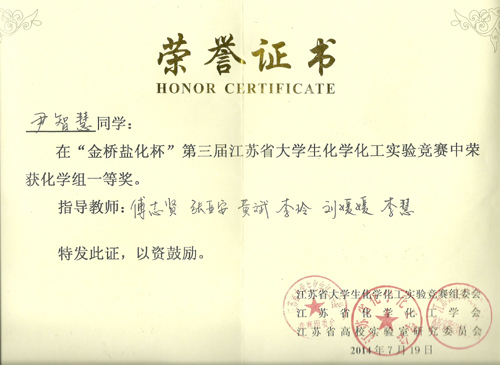 荣誉证书
HONOR CERTIFICATE
尹智慧同学：
在“金桥盐化杯”第三届江苏省大学生化学化工实验竞赛中荣
获化学组一等奖。
指导教师：傅志贤 张亚安 黄斌 李玲 刘媛媛 李慧
特发此证，以资鼓励。
江苏省大学生化学化工实验竞赛组委会
江苏省化学化工学会
江苏省高校实验室研究委员会
2014年7月19日